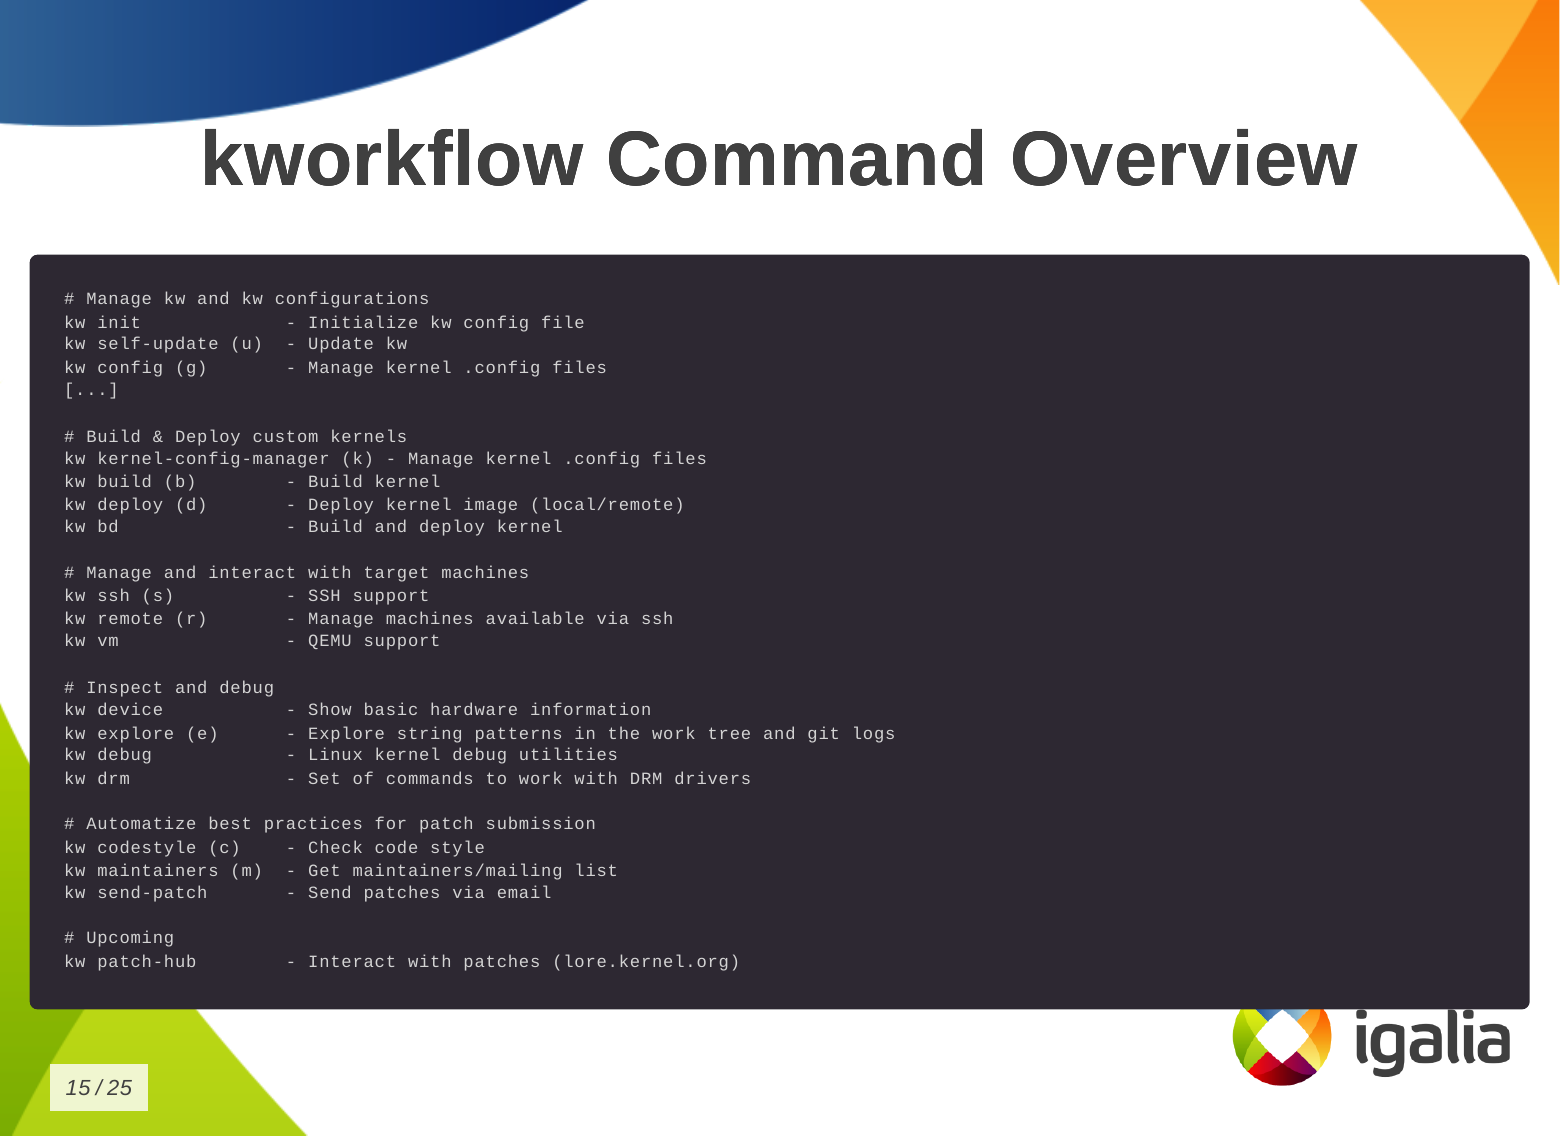 kworkflow Command Overview
# Manage kw and kw configurations
kw init             - Initialize kw config file
kw self-update (u)  - Update kw
kw config (g)       - Manage kernel .config files
[...]
# Build & Deploy custom kernels
kw kernel-config-manager (k) - Manage kernel .config files
kw build (b)        - Build kernel
kw deploy (d)       - Deploy kernel image (local/remote)
kw bd               - Build and deploy kernel
# Manage and interact with target machines
kw ssh (s)          - SSH support
kw remote (r)       - Manage machines available via ssh
kw vm               - QEMU support
# Inspect and debug
kw device           - Show basic hardware information
kw explore (e)      - Explore string patterns in the work tree and git logs
kw debug            - Linux kernel debug utilities
kw drm              - Set of commands to work with DRM drivers
# Automatize best practices for patch submission
kw codestyle (c)    - Check code style
kw maintainers (m)  - Get maintainers/mailing list
kw send-patch       - Send patches via email
# Upcoming
kw patch-hub        - Interact with patches (lore.kernel.org)
igalia
15 / 25